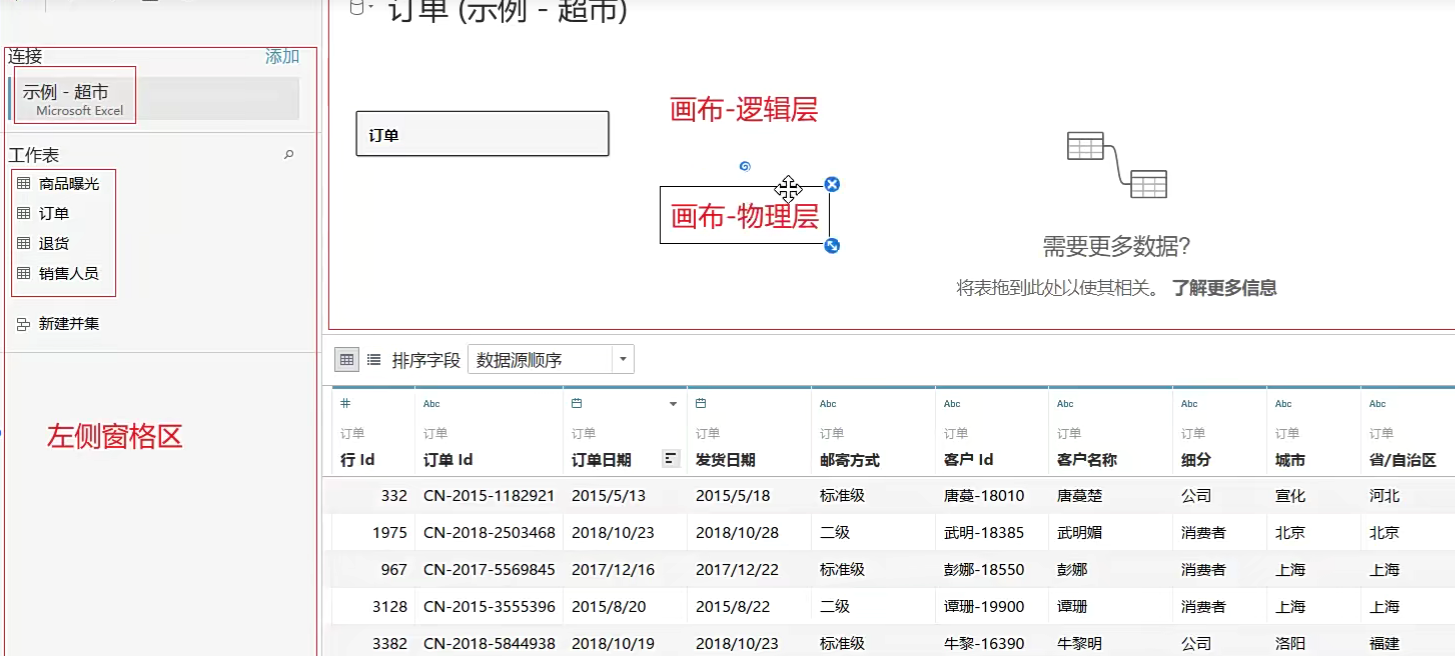 订单 (示例 - 超市)
连接
添加
示例 - 超市
Microsoft Excel
工作表
商品曝光
订单
退货
销售人员
新建并集
左侧窗格区
订单
画布-逻辑层
画布-物理层
需要更多数据?
将表拖到此处以使其相关。 了解更多信息
排序字段 数据源顺序
# Abc Abc Abc Abc Abc Abc Abc
订单 订单 订单 订单 订单 订单 订单 订单 订单 订单
行 Id 订单 Id 订单日期 发货日期 邮寄方式 客户 Id 客户名称 细分 城市 省/自治区
332 CN-2015-1182921 2015/5/13 2015/5/18 标准级 唐蔓-18010 唐蔓楚 公司 宣化 河北
1975 CN-2018-2503468 2018/10/23 2018/10/28 二级 武明-18385 武明媚 消费者 北京 北京
967 CN-2017-5569845 2017/12/16 2017/12/22 标准级 彭娜-18550 彭娜 消费者 上海 上海
3128 CN-2015-3555396 2015/8/20 2015/8/22 二级 谭珊-19900 谭珊 消费者 上海 上海
3382 CN-2018-5844938 2018/10/19 2018/10/23 标准级 牛黎-16390 牛黎明 公司 洛阳 福建